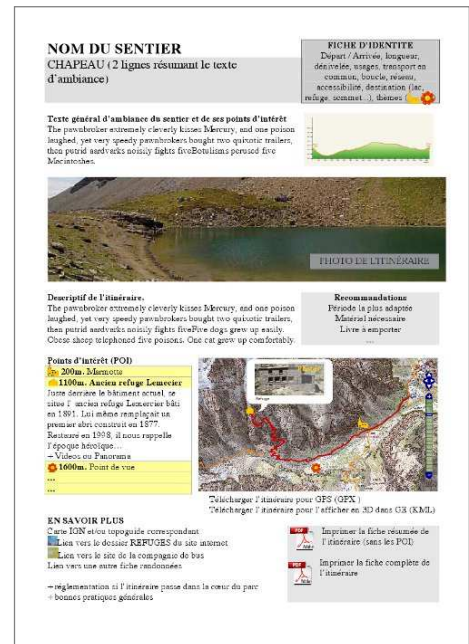 NOM DU SENTIER
CHAPEAU (2 lignes résumant le texte
d'ambiance)
FICHE D'IDENTITE
Départ / Arrivée, longueur,
dénivelée, usages, transport en
commun, boucle, réseau,
accessibilité, destination (lac,
refuge, sommet...), thèmes (
Texte général d'ambiance du sentier et de ses points d'intérêt
The pawnbroker extremely cleverly kisses Mercury, and one poison
laughed, yet very speedy pawnbrokers bought two quixotic trailers,
then putrid aardvarks noisily fights fiveBotulisms perused five
Macintoshes.
PHOTO DE L'ITINÉRAIRE
Descriptif de l'itinéraire.
The pawnbroker extremely cleverly kisses Mercury, and one poison
laughed, yet very speedy pawnbrokers bought two quixotic trailers,
then putrid aardvarks noisily fights fiveFive dogs grew up easily.
Obese sheep telephoned five poisons. One cat grew up comfortably.
Recommandations
Période la plus adaptée
Matériel nécessaire
Livre à emporter
...
Points d'intérêt (POI)
200m. Marmotte
1100m. Ancien refuge Lemercier
Juste derrière le bâtiment actuel, se
situe l'ancien refuge Lemercier bâti
en 1891. Lui même remplaçait un
premier abri construit en 1877.
Restauré en 1998, il nous rappelle
l'époque héroïque...
+ Videos ou Panorama
1600m. Point de vue
...
...
Refuge
Télécharger l'itinéraire pour GPS (GPX )
Télécharger l'itinéraire pour l'afficher en 3D dans GE (KML)
EN SAVOIR PLUS
Carte IGN et/ou topoguide correspondant
Lien vers le dossier REFUGES du site internet
Lien vers le site de la compagnie de bus
Lien vers une autre fiche randonnées
+ réglementation si l'itinéraire passe dans la cœur du parc
+ bonnes pratiques générales
PDF
Adobe
Imprimer la fiche résumée de
l'itinéraire (sans les POI)
PDF
Adobe
Imprimer la fiche complète de
l'itinéraire